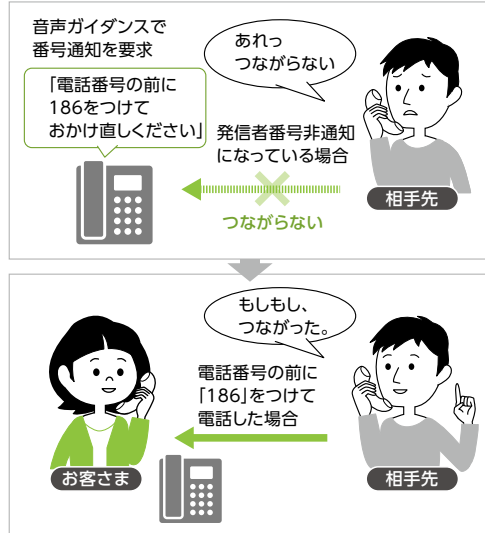 音声ガイダンスで
番号通知を要求
「電話番号の前に
186をつけて
おかけ直しください」
あれっ
つながらない
発信者番号非通知
になっている場合
つながらない
相手先
もしもし、
つながった。
電話番号の前に
「186」をつけて
電話した場合
お客さま
相手先